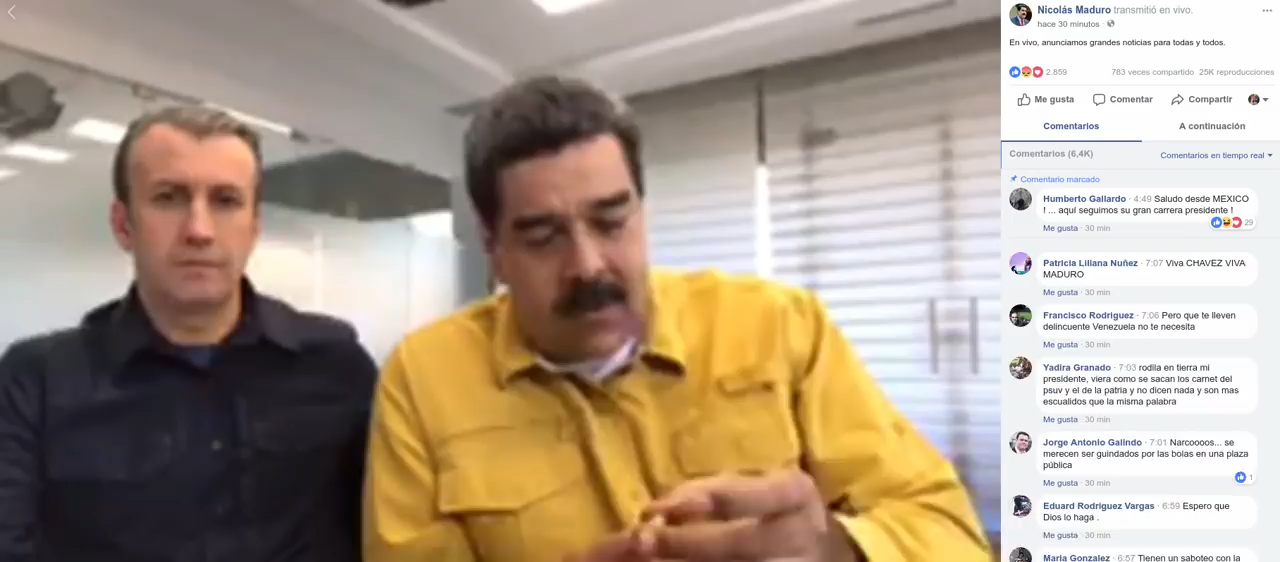 Nicolás Maduro transmitió en vivo.
hace 30 minutos ·
En vivo, anunciamos grandes noticias para todas y todos.
2.859
783 veces compartido 25K reproducciones
Me gusta Comentar Compartir
Comentarios A continuación
Comentarios (6,4K) Comentarios en tiempo real
Comentario marcado
Humberto Gallardo · 4:49 Saludo desde MEXICO
! ... aquí seguimos su gran carrera presidente !
29
Me gusta · 30 min
Patricia Liliana Nuñez · 7:07 Viva CHAVEZ VIVA
MADURO
Me gusta · 30 min
Francisco Rodriguez · 7:06 Pero que te lleven
delincuente Venezuela no te necesita
Me gusta · 30 min
Yadira Granado · 7:03 rodila en tierra mi
presidente, viera como se sacan los carnet del
psuv y el de la patria y no dicen nada y son mas
escualidos que la misma palabra
Me gusta · 30 min
Jorge Antonio Galindo · 7:01 Narcoooos... se
merecen ser guindados por las bolas en una plaza
pública
1
Me gusta · 30 min
Eduard Rodriguez Vargas · 6:59 Espero que
Dios lo haga .
Me gusta · 30 min
Maria Gonzalez · 6:57 Tienen un saboteo con la